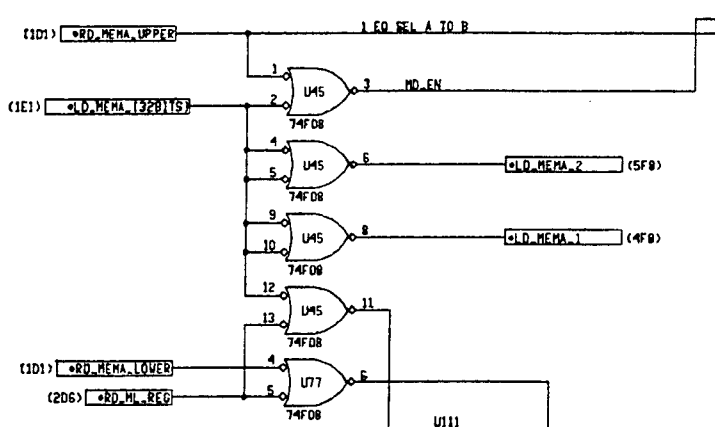 (1D1) *RD_MEMA_UPPER 1 EQ SEL A TO B
1 U45 3 MD_EN
(1E1) *LD_MEMA_(32BITS) 2
74F08
4 U45 6 *LD_MEMA_2 (5F8)
5
74F08
9 U45 8 *LD_MEMA_1 (4F8)
10
74F08
12 U45 11
13
74F08
(1D1) *RD_MEMA_LOWER 4 U77 6
(2D6) *RD_ML_REG 5
74F08
U111